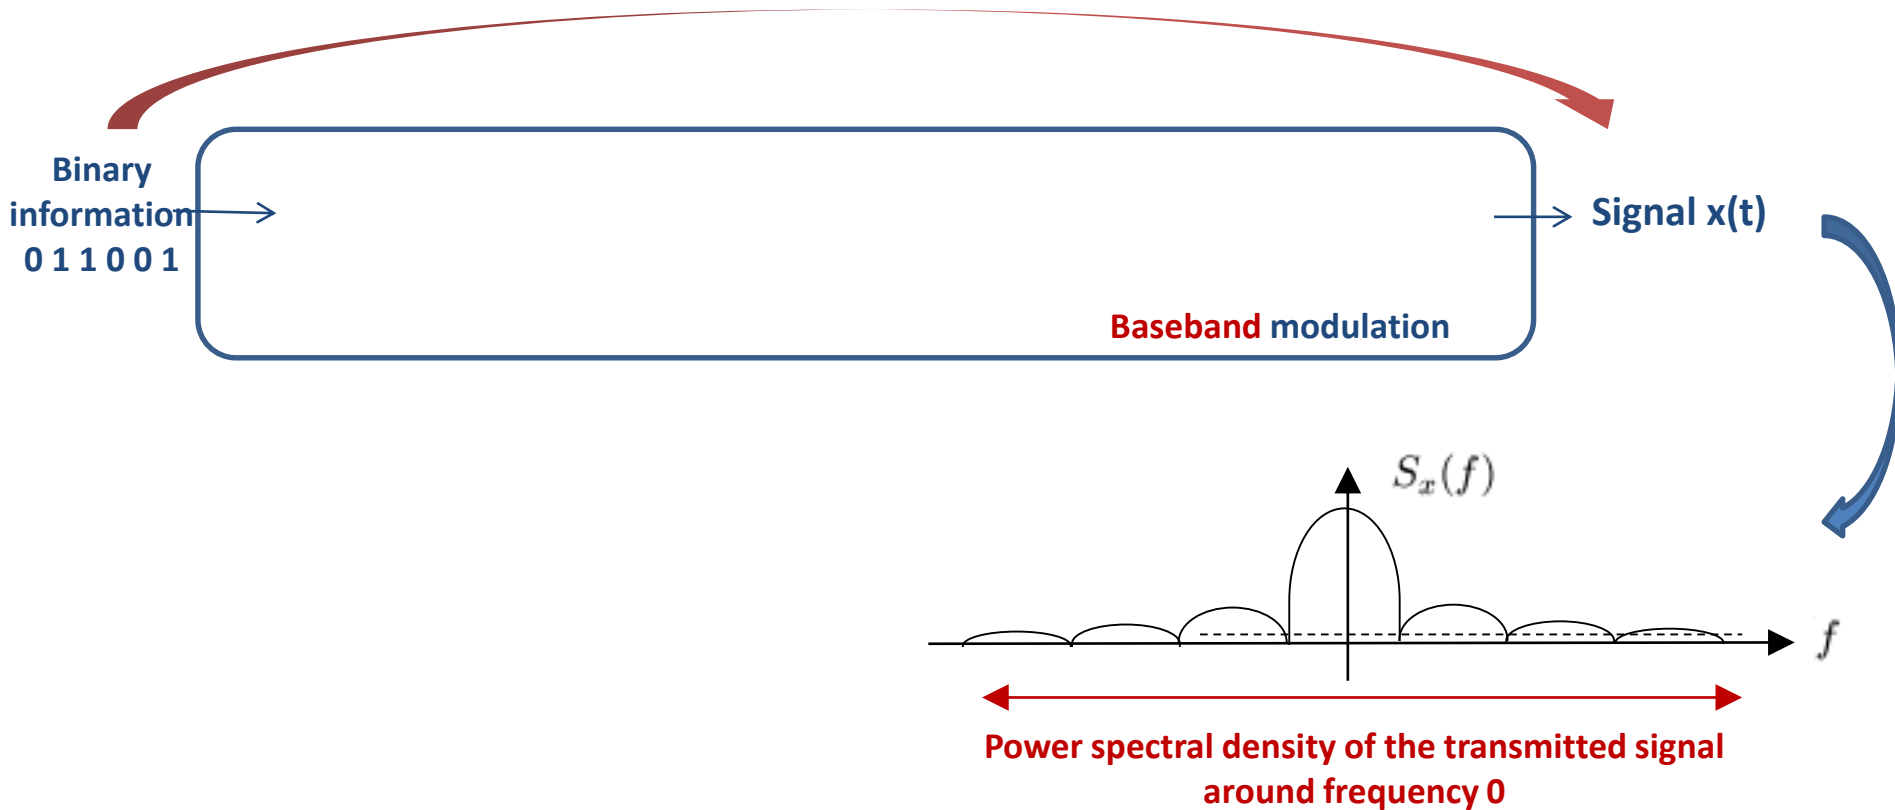 Binary
information
0 1 1 0 0 1
Signal x(t)
Baseband modulation
S_x(f)
f
Power spectral density of the transmitted signal
around frequency 0